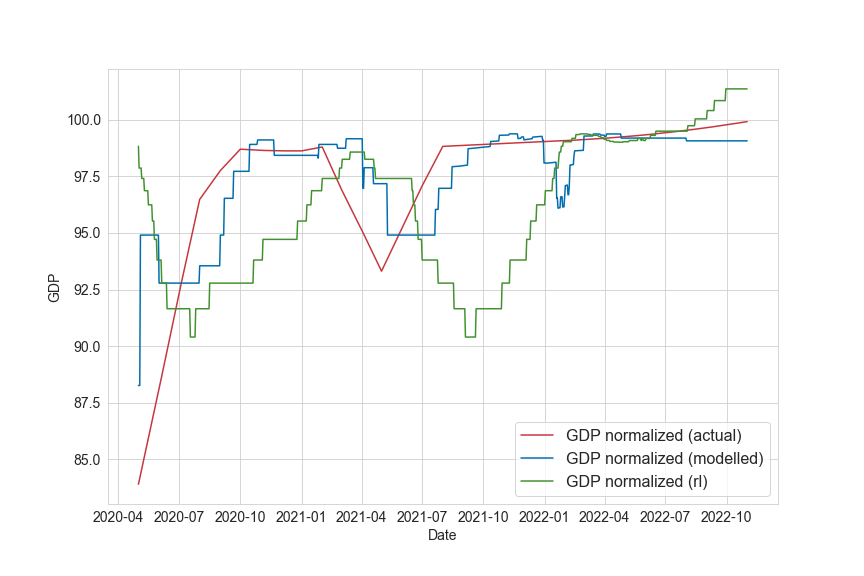 100.0
97.5
95.0
92.5
90.0
87.5
85.0
GDP
GDP normalized (actual)
GDP normalized (modelled)
GDP normalized (rl)
2020-04 2020-07 2020-10 2021-01 2021-04 2021-07 2021-10 2022-01 2022-04 2022-07 2022-10
Date